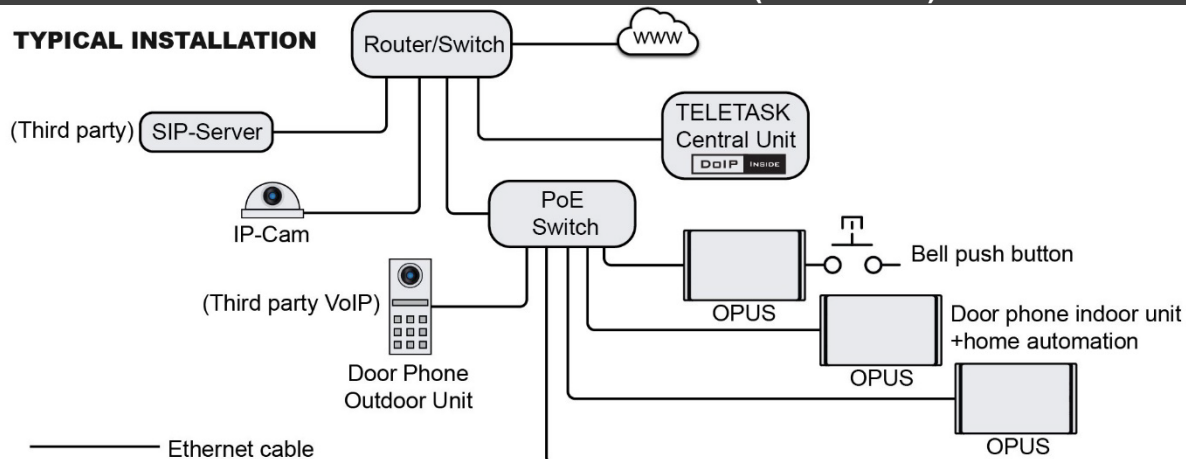 TYPICAL INSTALLATION
Router/Switch
WWW
(Third party)
SIP-Server
TELETASK
Central Unit
DoIP INSIDE
IP-Cam
PoE
Switch
Bell push button
OPUS
(Third party VoIP)
Door phone indoor unit
+home automation
OPUS
Door Phone
Outdoor Unit
OPUS
Ethernet cable